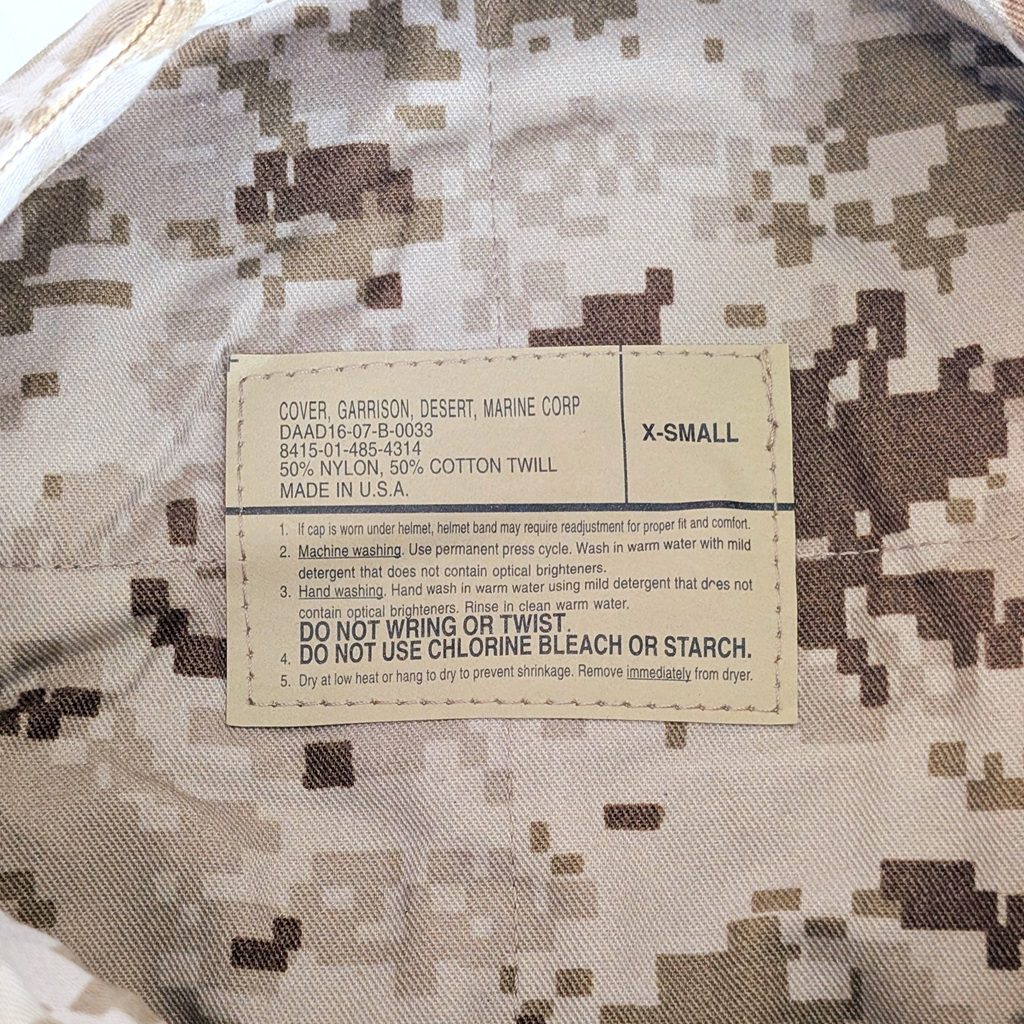 COVER, GARRISON, DESERT, MARINE CORP
DAAD16-07-B-0033
8415-01-485-4314
50% NYLON, 50% COTTON TWILL
MADE IN U.S.A.
X-SMALL
1. If cap is worn under helmet, helmet band may require readjustment for proper fit and comfort.
2. Machine washing. Use permanent press cycle. Wash in warm water with mild
detergent that does not contain optical brighteners.
3. Hand washing. Hand wash in warm water using mild detergent that does not
contain optical brighteners. Rinse in clean warm water.
DO NOT WRING OR TWIST.
4. DO NOT USE CHLORINE BLEACH OR STARCH.
5. Dry at low heat or hang to dry to prevent shrinkage. Remove immediately from dryer.